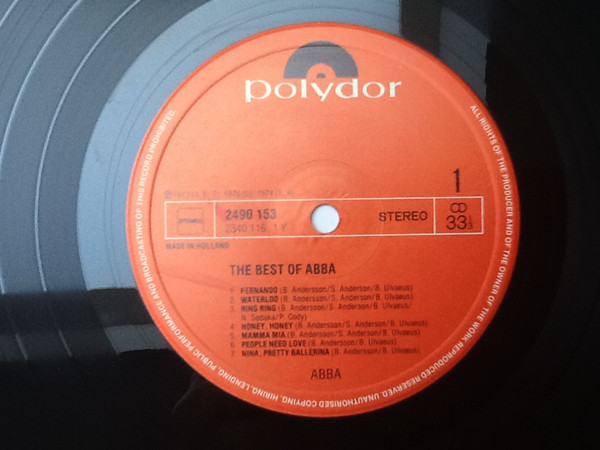 polydor
1
2490 153
STEREO
33 1/3
2340 116 1Y
MADE IN HOLLAND
THE BEST OF ABBA
1. FERNANDO (B. Andersson/S. Anderson/B. Ulvaeus)
2. WATERLOO (B. Andersson/S. Anderson/B. Ulvaeus)
3. RING RING (B. Andersson/S. Anderson/B. Ulvaeus/
N. Sedaka/P. Cody)
4. HONEY, HONEY (B. Andersson/S. Anderson/B. Ulvaeus)
5. MAMMA MIA (B. Andersson/S. Anderson/B. Ulvaeus)
6. PEOPLE NEED LOVE (B. Andersson/B. Ulvaeus)
7. NINA, PRETTY BALLERINA (B. Andersson/B. Ulvaeus)
ABBA
ALL RIGHTS OF THE PRODUCER AND OF THE OWNER OF THE WORK REPRODUCED RESERVED. UNAUTHORISED COPYING, HIRING, LENDING, PUBLIC PERFORMANCE AND BROADCASTING OF THIS RECORD PROHIBITED.